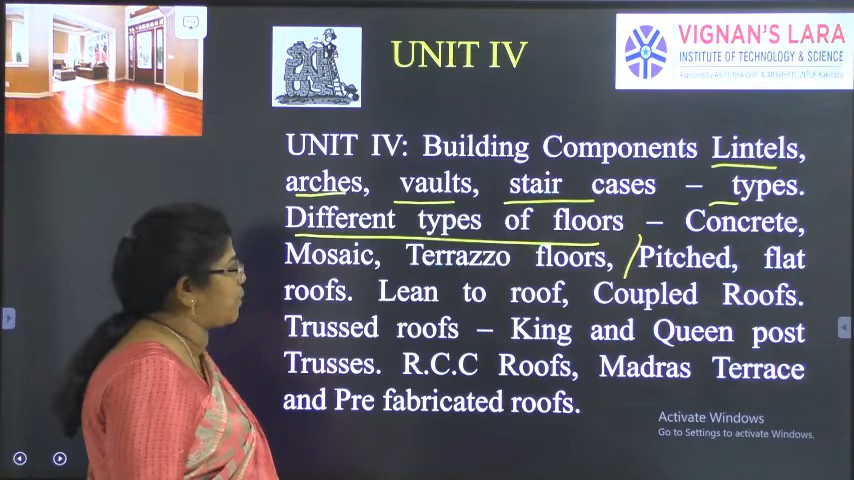 UNIT IV
VIGNAN'S LARA
INSTITUTE OF TECHNOLOGY & SCIENCE
UNIT IV: Building Components Lintels,
arches, vaults, stair cases – types.
Different types of floors – Concrete,
Mosaic, Terrazzo floors, Pitched, flat
roofs. Lean to roof, Coupled Roofs.
Trussed roofs – King and Queen post
Trusses. R.C.C Roofs, Madras Terrace
and Pre fabricated roofs.
Activate Windows
Go to Settings to activate Windows.